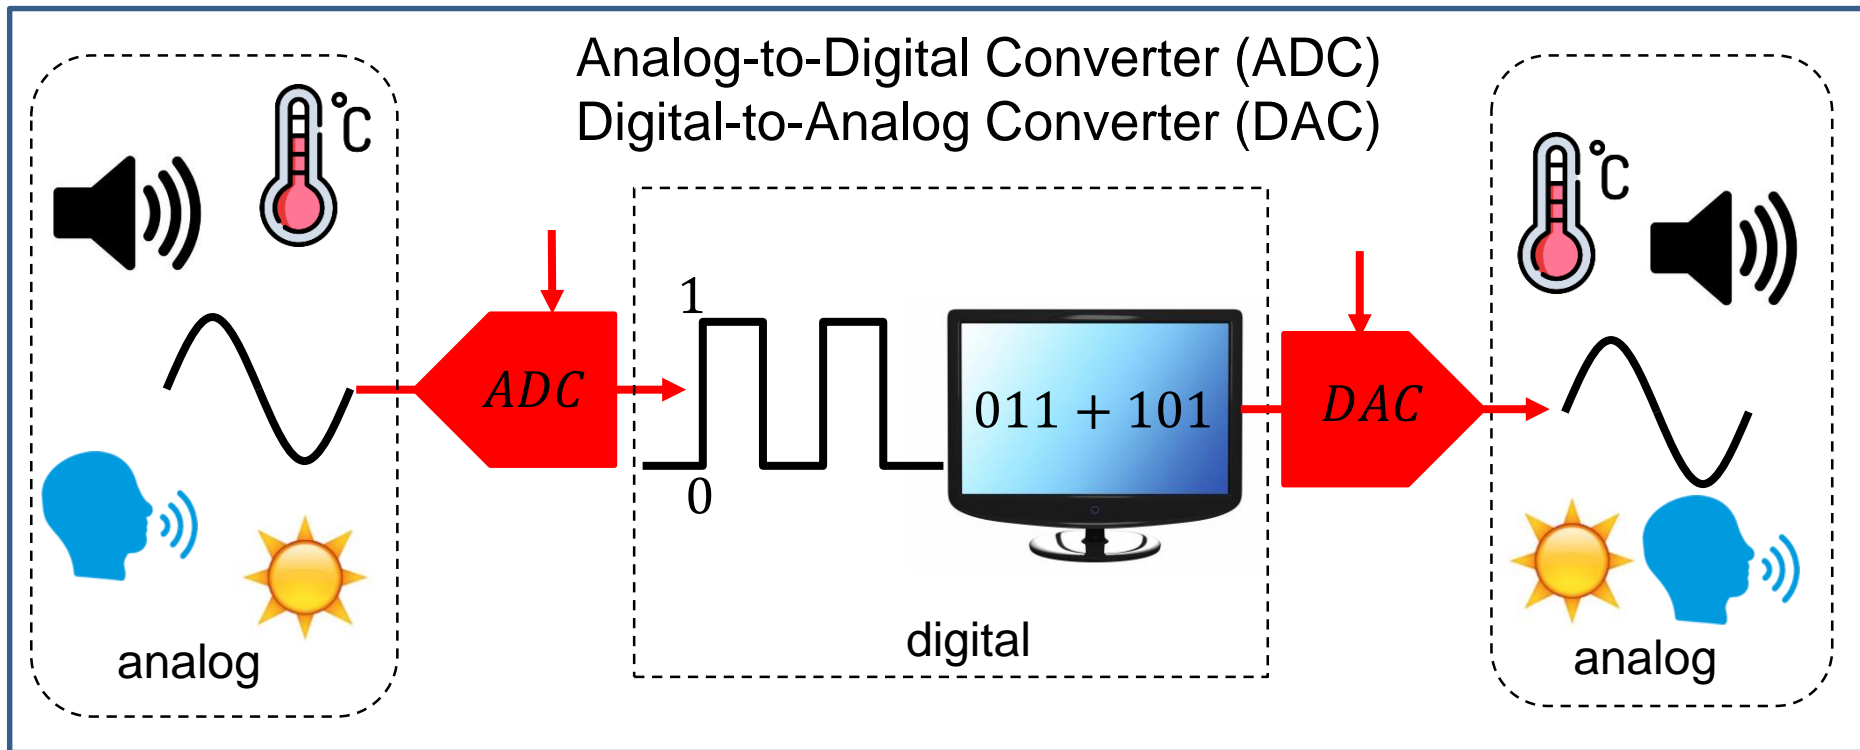 Analog-to-Digital Converter (ADC)
Digital-to-Analog Converter (DAC)
°C
°C
1
ADC
011 + 101
DAC
0
analog
digital
analog